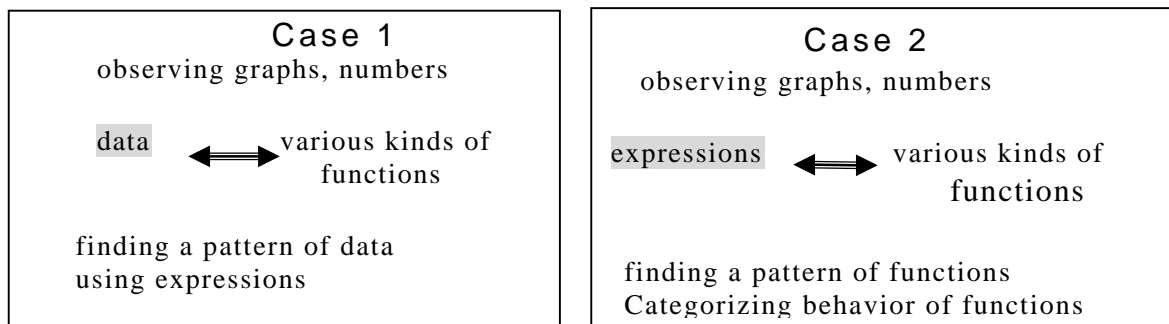 Case 1
observing graphs, numbers
data
various kinds of
functions
finding a pattern of data
using expressions
Case 2
observing graphs, numbers
expressions
various kinds of
functions
finding a pattern of functions
Categorizing behavior of functions